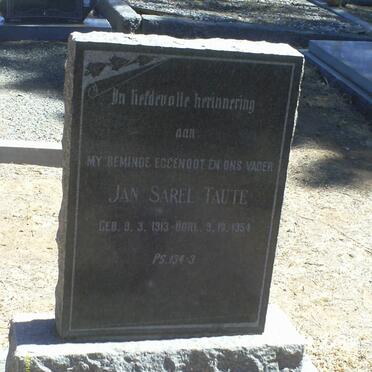 In liefdevolle herinnering
aan
MY BEMINDE EGGENOOT EN ONS VADER
JAN SAREL TAUTE
GEB. 9. 3. 1913 - OORL. 9. 10. 1954
PS. 134-3